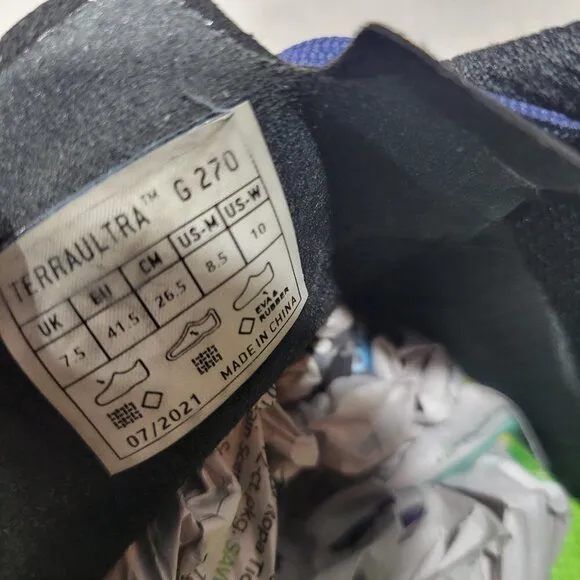 TERRAULTRA™ G 270
UK EU CM US-M US-W
7.5 41.5 26.5 8.5 10
EVA &
RUBBER
07/2021 MADE IN CHINA